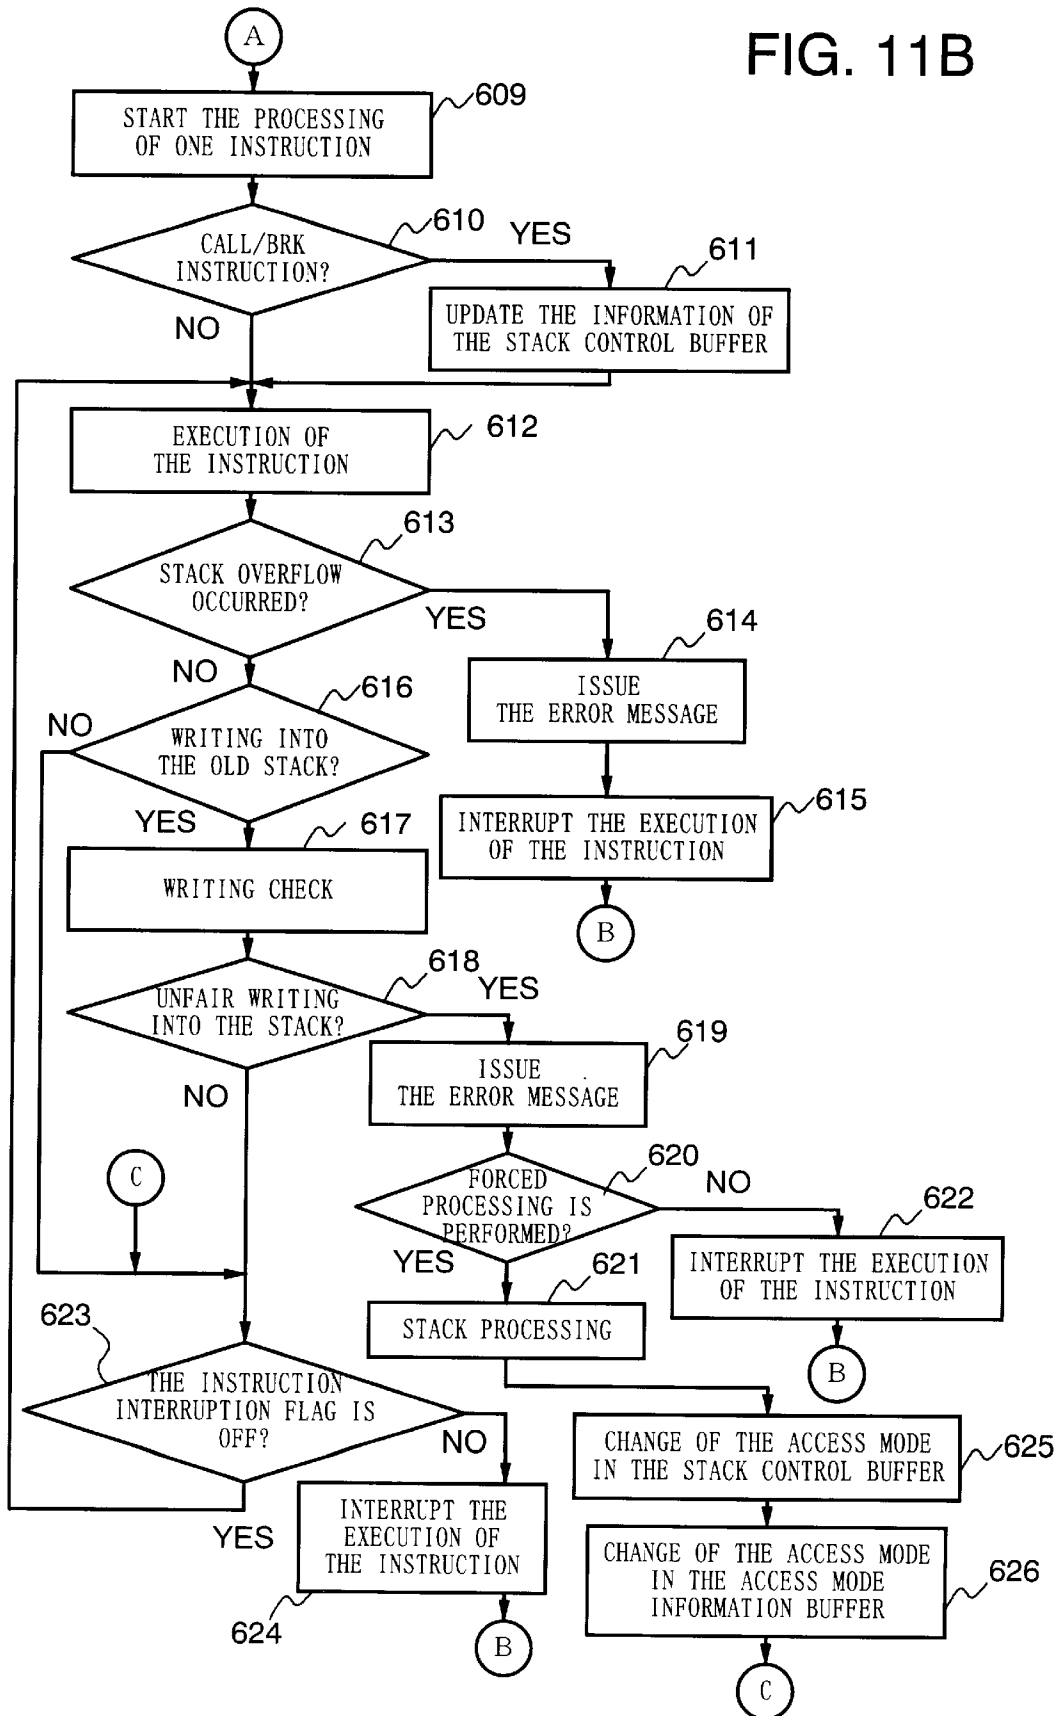 FIG. 11B
A
609
START THE PROCESSING
OF ONE INSTRUCTION
610
CALL/BRK
INSTRUCTION?
YES
NO
611
UPDATE THE INFORMATION OF
THE STACK CONTROL BUFFER
612
EXECUTION OF
THE INSTRUCTION
613
STACK OVERFLOW
OCCURRED?
YES
NO
614
ISSUE
THE ERROR MESSAGE
615
INTERRUPT THE EXECUTION
OF THE INSTRUCTION
B
616
NO
WRITING INTO
THE OLD STACK?
YES
617
WRITING CHECK
618
YES
UNFAIR WRITING
INTO THE STACK?
NO
619
ISSUE
THE ERROR MESSAGE
C
620
FORCED
PROCESSING IS
PERFORMED?
NO
YES
622
INTERRUPT THE EXECUTION
OF THE INSTRUCTION
B
621
STACK PROCESSING
623
THE INSTRUCTION
INTERRUPTION FLAG IS
OFF?
NO
YES
625
CHANGE OF THE ACCESS MODE
IN THE STACK CONTROL BUFFER
INTERRUPT THE
EXECUTION OF
THE INSTRUCTION
624
B
CHANGE OF THE ACCESS MODE
IN THE ACCESS MODE
INFORMATION BUFFER
626
C